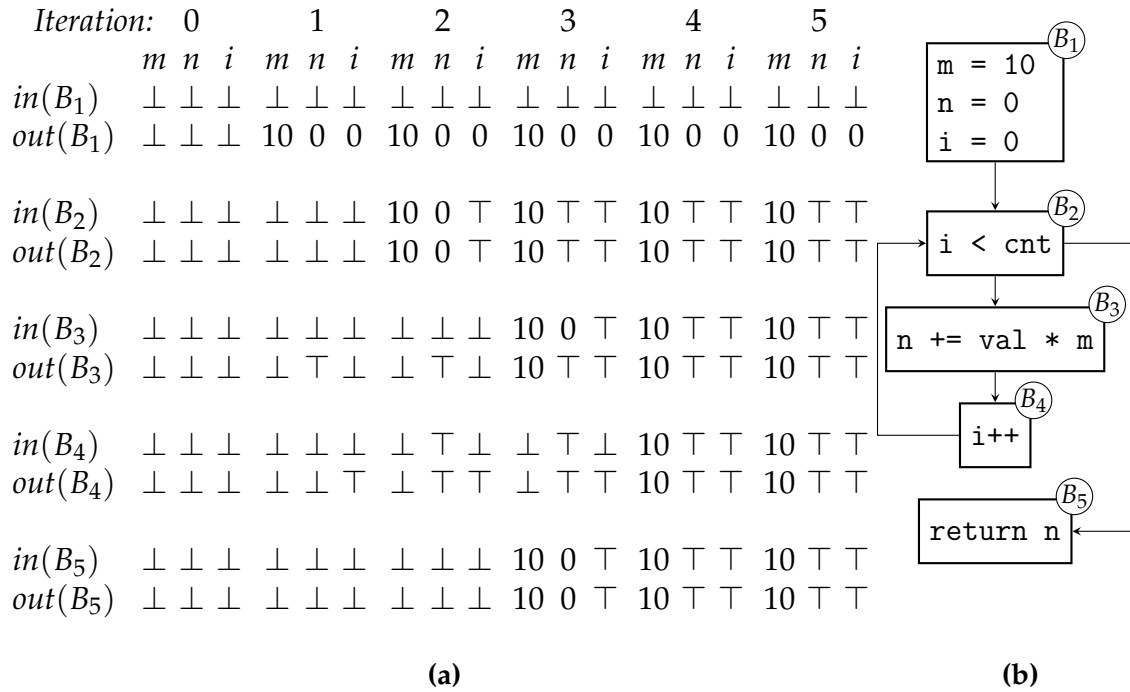 Iteration: 0 1 2 3 4 5
m n i m n i m n i m n i m n i m n i
in(B1) ⊥ ⊥ ⊥ ⊥ ⊥ ⊥ ⊥ ⊥ ⊥ ⊥ ⊥ ⊥ ⊥ ⊥ ⊥ ⊥ ⊥ ⊥
out(B1) ⊥ ⊥ ⊥ 10 0 0 10 0 0 10 0 0 10 0 0 10 0 0
in(B2) ⊥ ⊥ ⊥ ⊥ ⊥ ⊥ 10 0 ⊤ 10 ⊤ ⊤ 10 ⊤ ⊤ 10 ⊤ ⊤
out(B2) ⊥ ⊥ ⊥ ⊥ ⊥ ⊥ 10 0 ⊤ 10 ⊤ ⊤ 10 ⊤ ⊤ 10 ⊤ ⊤
in(B3) ⊥ ⊥ ⊥ ⊥ ⊥ ⊥ ⊥ ⊥ ⊥ 10 0 ⊤ 10 ⊤ ⊤ 10 ⊤ ⊤
out(B3) ⊥ ⊥ ⊥ ⊥ ⊤ ⊥ ⊥ ⊤ ⊥ 10 ⊤ ⊤ 10 ⊤ ⊤ 10 ⊤ ⊤
in(B4) ⊥ ⊥ ⊥ ⊥ ⊥ ⊥ ⊥ ⊤ ⊥ ⊥ ⊤ ⊥ 10 ⊤ ⊤ 10 ⊤ ⊤
out(B4) ⊥ ⊥ ⊥ ⊥ ⊥ ⊤ ⊥ ⊤ ⊤ ⊥ ⊤ ⊤ 10 ⊤ ⊤ 10 ⊤ ⊤
in(B5) ⊥ ⊥ ⊥ ⊥ ⊥ ⊥ ⊥ ⊥ ⊥ 10 0 ⊤ 10 ⊤ ⊤ 10 ⊤ ⊤
out(B5) ⊥ ⊥ ⊥ ⊥ ⊥ ⊥ ⊥ ⊥ ⊥ 10 0 ⊤ 10 ⊤ ⊤ 10 ⊤ ⊤
(a)
B1
m = 10
n = 0
i = 0
B2
i < cnt
B3
n += val * m
B4
i++
B5
return n
(b)